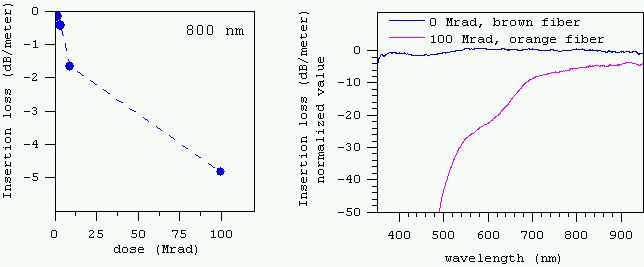 0
-1
-2
-3
-4
-5
800 nm
Insertion loss (dB/meter)
0 25 50 75 100
dose (Mrad)
0 Mrad, brown fiber
100 Mrad, orange fiber
Insertion loss (dB/meter)
normalized value
0
-10
-20
-30
-40
-50
400 500 600 700 800 900
wavelength (nm)